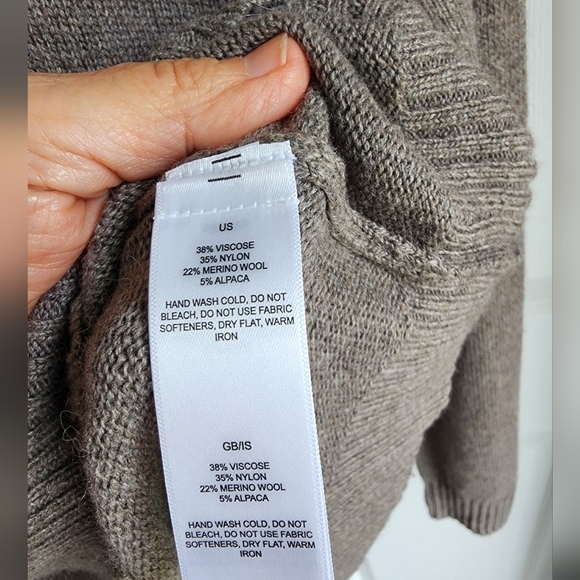 US
38% VISCOSE
35% NYLON
22% MERINO WOOL
5% ALPACA
HAND WASH COLD, DO NOT
BLEACH, DO NOT USE FABRIC
SOFTENERS, DRY FLAT, WARM
IRON
GB/IS
38% VISCOSE
35% NYLON
22% MERINO WOOL
5% ALPACA
HAND WASH COLD, DO NOT
BLEACH, DO NOT USE FABRIC
SOFTENERS, DRY FLAT, WARM
IRON